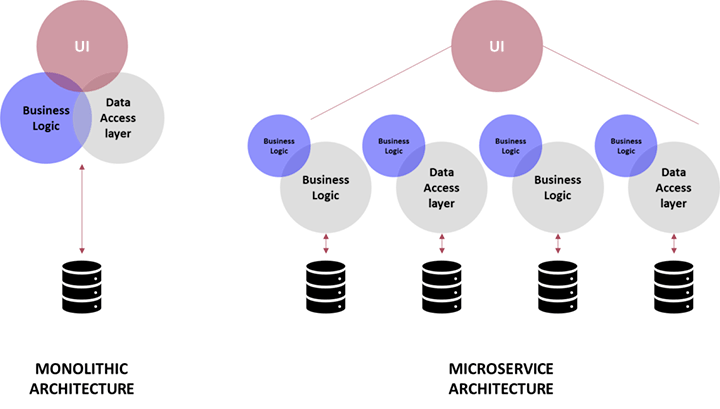 UI
Business
Logic
Data
Access
layer
MONOLITHIC
ARCHITECTURE
UI
Business
Logic
Business
Logic
Business
Logic
Data
Access
layer
Business
Logic
Business
Logic
Business
Logic
Data
Access
layer
MICROSERVICE
ARCHITECTURE